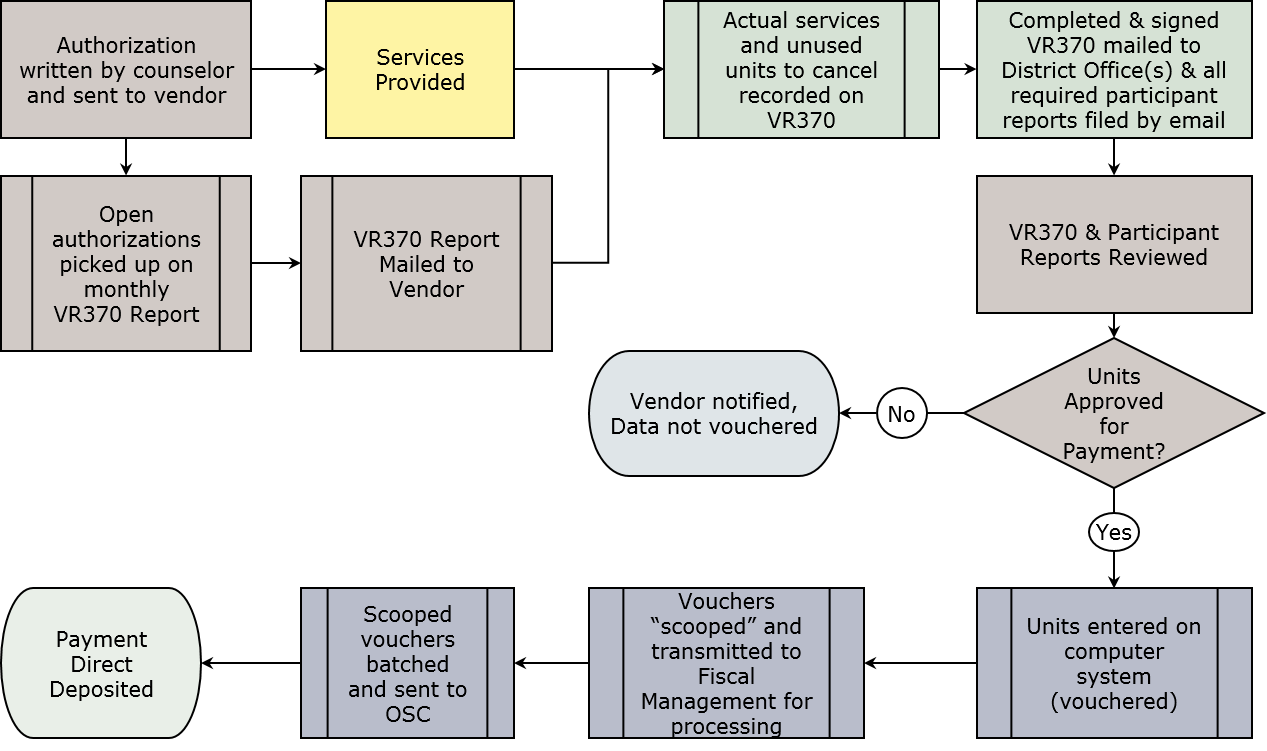 Authorization
written by counselor
and sent to vendor
Services
Provided
Actual services
and unused
units to cancel
recorded on
VR370
Completed & signed
VR370 mailed to
District Office(s) & all
required participant
reports filed by email
Open
authorizations
picked up on
monthly
VR370 Report
VR370 Report
Mailed to
Vendor
VR370 & Participant
Reports Reviewed
Units
Approved
for
Payment?
No
Vendor notified,
Data not vouchered
Yes
Units entered on
computer
system
(vouchered)
Vouchers
“scooped” and
transmitted to
Fiscal
Management for
processing
Scooped
vouchers
batched
and sent to
OSC
Payment
Direct
Deposited